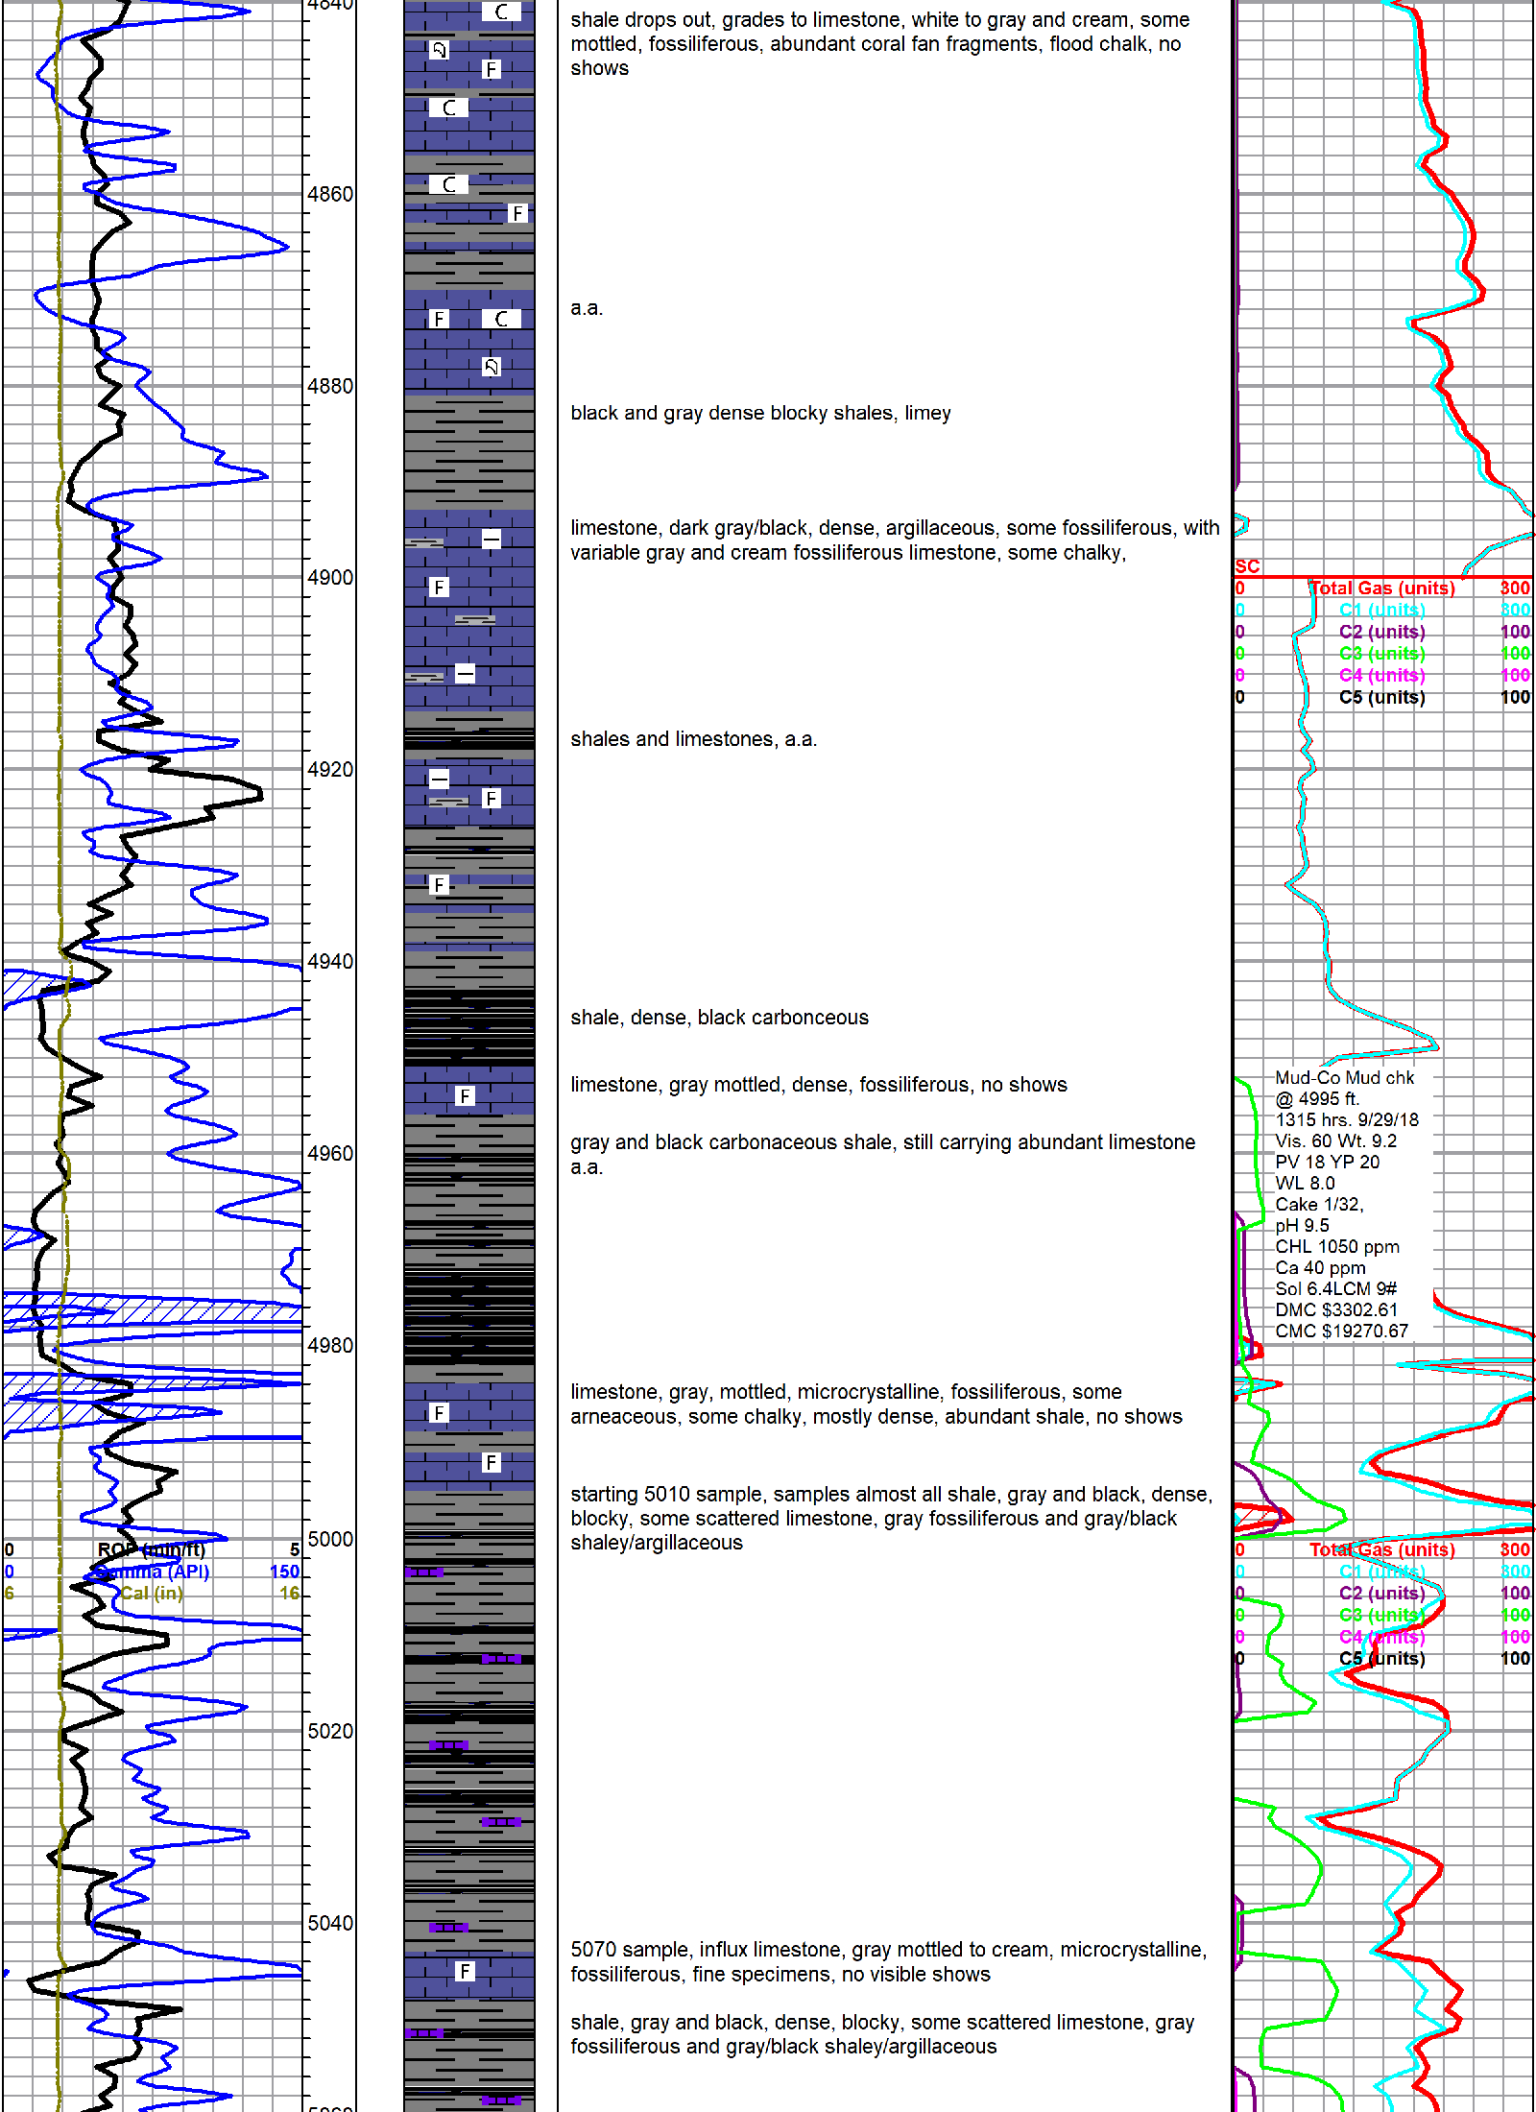 4840
C
shale drops out, grades to limestone, white to gray and cream, some
mottled, fossiliferous, abundant coral fan fragments, flood chalk, no
shows
F
C
4860
C
F
a.a.
F
C
4880
black and gray dense blocky shales, limey
limestone, dark gray/black, dense, argillaceous, some fossiliferous, with
variable gray and cream fossiliferous limestone, some chalky,
4900
F
SC
0 Total Gas (units) 300
0 C1 (units) 300
0 C2 (units) 100
0 C3 (units) 100
0 C4 (units) 100
0 C5 (units) 100
shales and limestones, a.a.
4920
F
F
4940
shale, dense, black carbonceous
limestone, gray mottled, dense, fossiliferous, no shows
F
Mud-Co Mud chk
@ 4995 ft.
1315 hrs. 9/29/18
Vis. 60 Wt. 9.2
PV 18 YP 20
WL 8.0
Cake 1/32,
pH 9.5
CHL 1050 ppm
Ca 40 ppm
Sol 6.4LCM 9#
DMC $3302.61
CMC $19270.67
gray and black carbonaceous shale, still carrying abundant limestone
a.a.
4960
4980
limestone, gray, mottled, microcrystalline, fossiliferous, some
arneaceous, some chalky, mostly dense, abundant shale, no shows
F
F
starting 5010 sample, samples almost all shale, gray and black, dense,
blocky, some scattered limestone, gray fossiliferous and gray/black
shaley/argillaceous
5000
0 ROP (min/ft) 5
0 Gamma (API) 150
6 Cal (in) 16
0 Total Gas (units) 300
0 C1 (units) 300
0 C2 (units) 100
0 C3 (units) 100
0 C4 (units) 100
0 C5 (units) 100
5020
5040
5070 sample, influx limestone, gray mottled to cream, microcrystalline,
fossiliferous, fine specimens, no visible shows
F
shale, gray and black, dense, blocky, some scattered limestone, gray
fossiliferous and gray/black shaley/argillaceous
5060